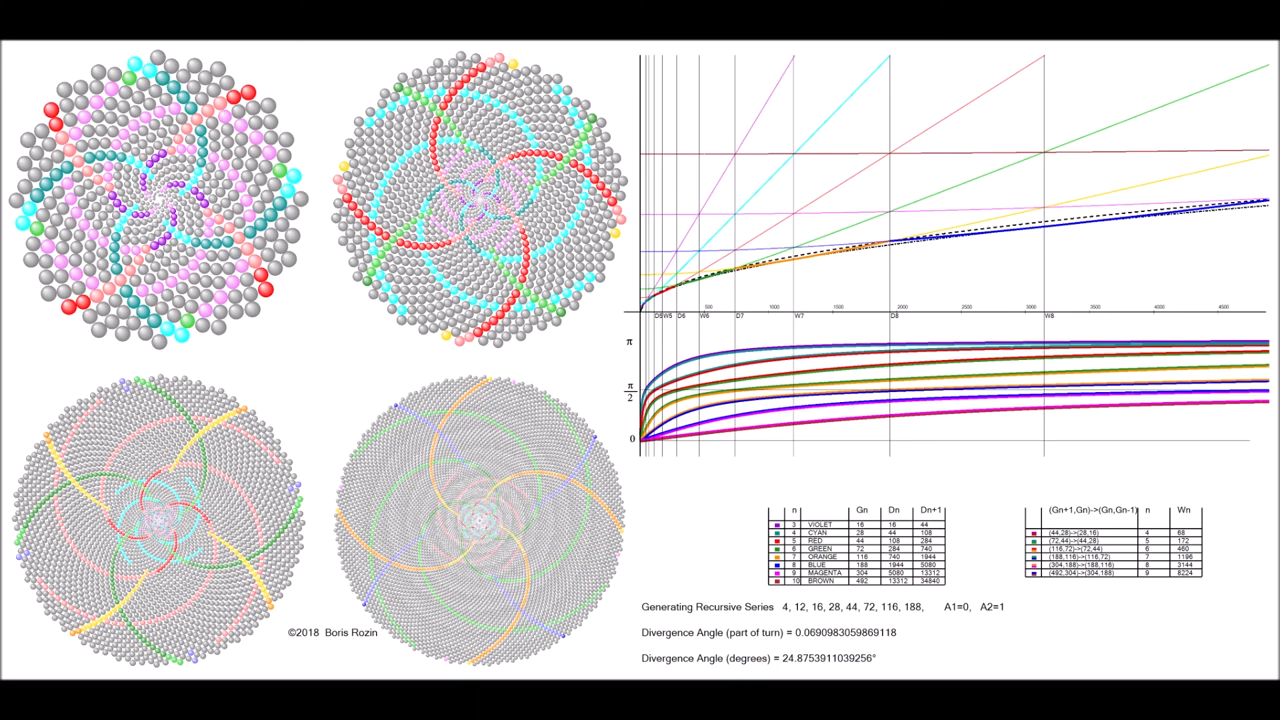 500 1000 1500 2000 2500 3000 3500 4000 4500
D5 W5 D6 W6 D7 W7 D8 W8
π
π
2
0
n Gn Dn Dn+1
3 VIOLET 16 16 44
4 CYAN 28 44 108
5 RED 44 108 284
6 GREEN 72 284 740
7 ORANGE 116 740 1944
8 BLUE 188 1944 5080
9 MAGENTA 304 5080 13312
10 BROWN 492 13312 34840
(Gn+1,Gn)->(Gn,Gn-1) n Wn
(44,28)->(28,16) 4 68
(72,44)->(44,28) 5 172
(116,72)->(72,44) 6 460
(188,116)->(116,72) 7 1196
(304,188)->(188,116) 8 3144
(492,304)->(304,188) 9 8224
Generating Recursive Series 4, 12, 16, 28, 44, 72, 116, 188, A1=0, A2=1
©2018 Boris Rozin
Divergence Angle (part of turn) = 0.0690983059869118
Divergence Angle (degrees) = 24.8753911039256°